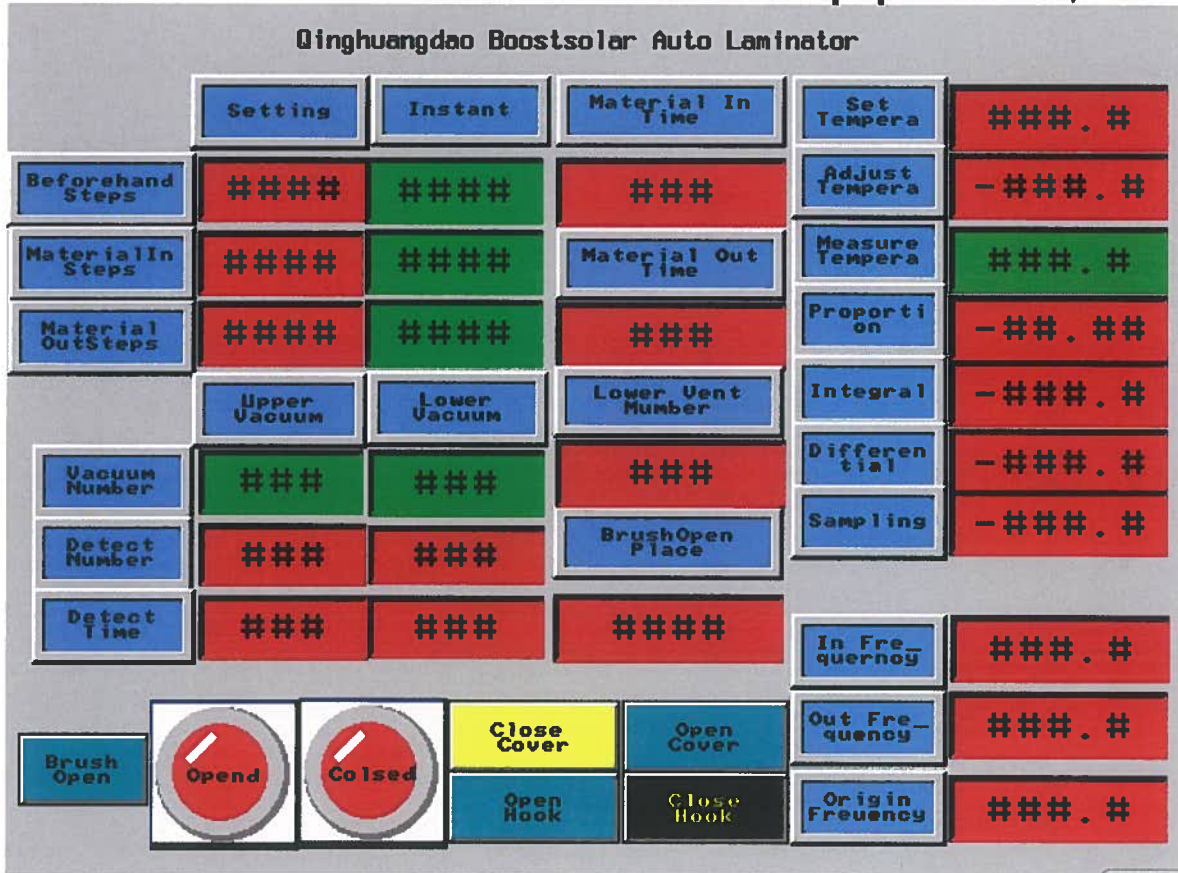 Qinghuangdao Boostsolar Auto Laminator
Setting
Instant
Material In
Time
Set
Tempera
###.#
Beforehand
Steps
####
####
###
Adjust
Tempera
-###.#
MaterialIn
Steps
####
####
Material Out
Time
Measure
Tempera
###.#
Material
OutSteps
####
####
###
Proporti
on
-##.##
Upper
Vacuum
Lower
Vacuum
Lower Vent
Mumber
Integral
-###.#
Vacuum
Number
###
###
###
Differen
tial
-###.#
Detect
Number
###
###
BrushOpen
Place
Sampling
-###.#
Detect
Time
###
###
####
In Fre_
quernoy
###.#
Brush
Open
Opend
Colsed
Close
Cover
Open
Cover
Out Fre_
quency
###.#
Open
Hook
Close
Hook
Origin
Freuency
###.#